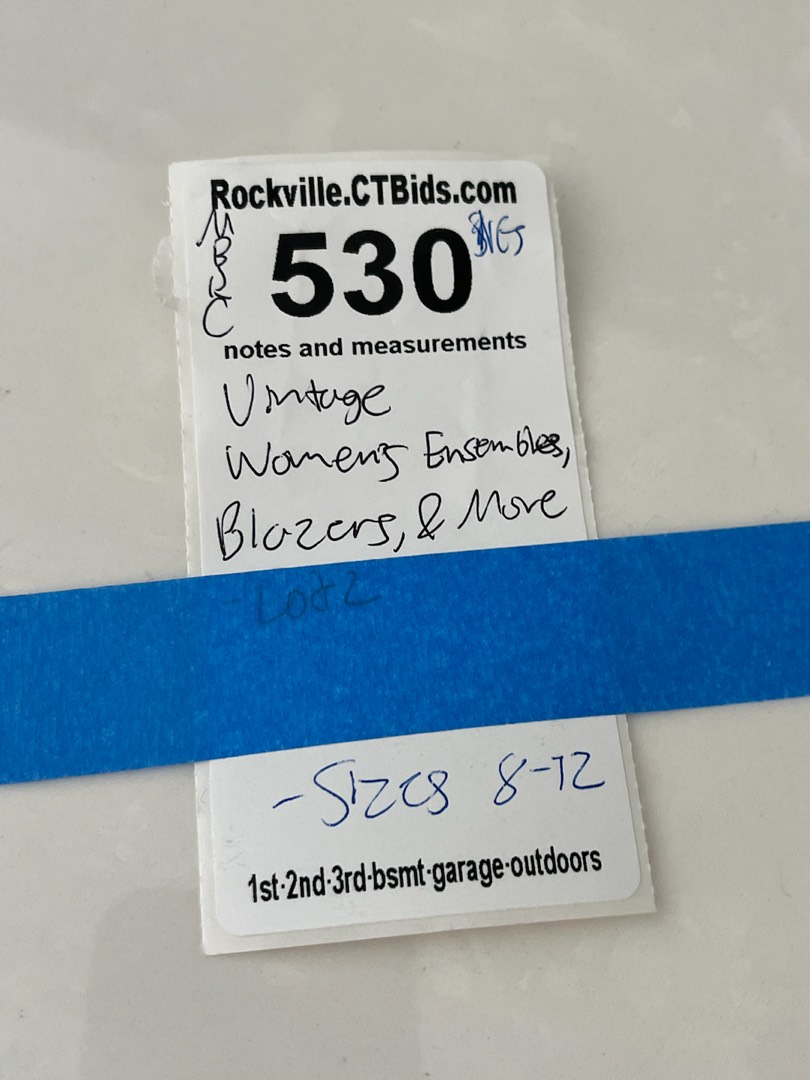 Rockville.CTBids.com
530
notes and measurements
Vintage
Women's Ensembles,
Blazers, & More
-Lot 2
-Sizes 8-12
1st·2nd·3rd·bsmt·garage·outdoors